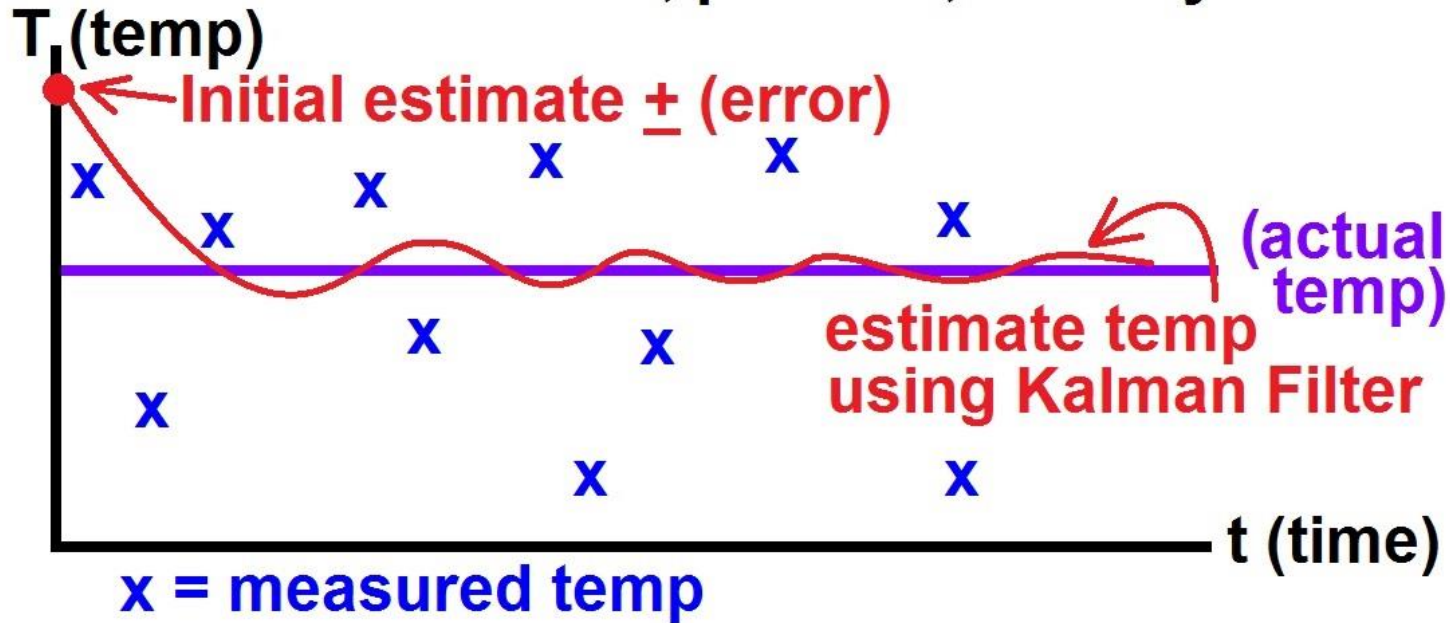 T (temp)
Initial estimate ± (error)
x
x
x
x
x
x
(actual
temp)
x
x
estimate temp
using Kalman Filter
x
x
x
t (time)
x = measured temp